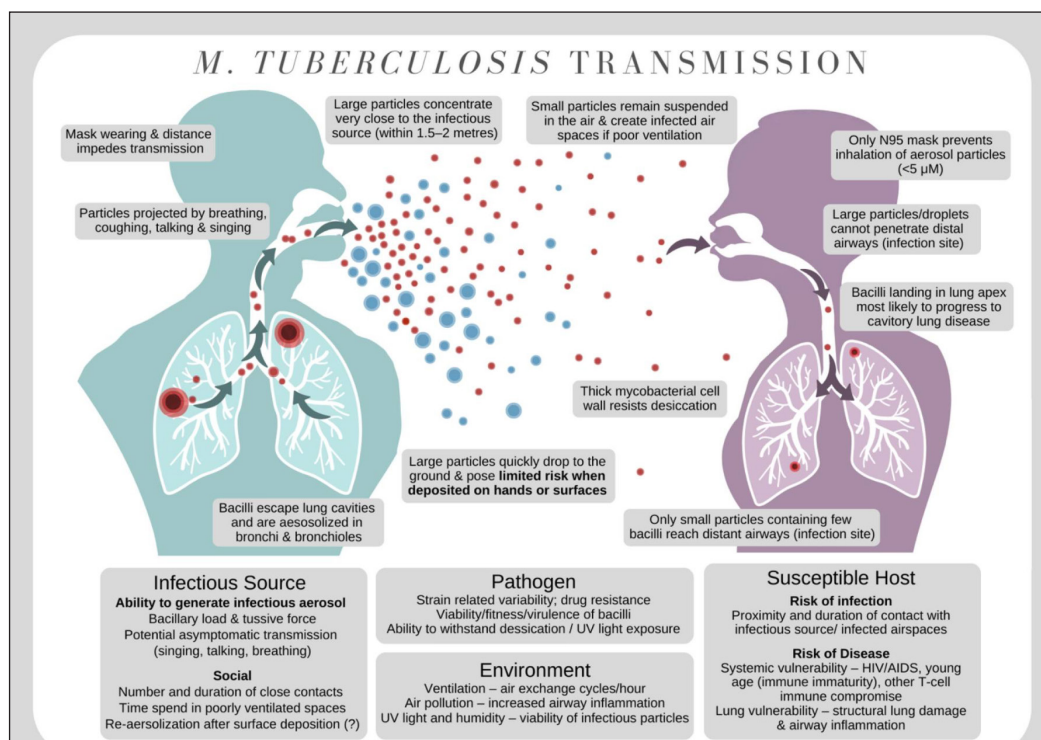 M. TUBERCULOSIS TRANSMISSION
Mask wearing & distance
impedes transmission
Large particles concentrate
very close to the infectious
source (within 1.5–2 metres)
Small particles remain suspended
in the air & create infected air
spaces if poor ventilation
Only N95 mask prevents
inhalation of aerosol particles
(<5 μM)
Particles projected by breathing,
coughing, talking & singing
Large particles/droplets
cannot penetrate distal
airways (infection site)
Bacilli landing in lung apex
most likely to progress to
cavitory lung disease
Thick mycobacterial cell
wall resists desiccation
Large particles quickly drop to the
ground & pose limited risk when
deposited on hands or surfaces
Bacilli escape lung cavities
and are aesosolized in
bronchi & bronchioles
Only small particles containing few
bacilli reach distant airways (infection site)
Infectious Source
Ability to generate infectious aerosol
Bacillary load & tussive force
Potential asymptomatic transmission
(singing, talking, breathing)
Social
Number and duration of close contacts
Time spend in poorly ventilated spaces
Re-aersolization after surface deposition (?)
Pathogen
Strain related variability; drug resistance
Viability/fitness/virulence of bacilli
Ability to withstand dessication / UV light exposure
Environment
Ventilation – air exchange cycles/hour
Air pollution – increased airway inflammation
UV light and humidity – viability of infectious particles
Susceptible Host
Risk of infection
Proximity and duration of contact with
infectious source/ infected airspaces
Risk of Disease
Systemic vulnerability – HIV/AIDS, young
age (immune immaturity), other T-cell
immune compromise
Lung vulnerability – structural lung damage
& airway inflammation